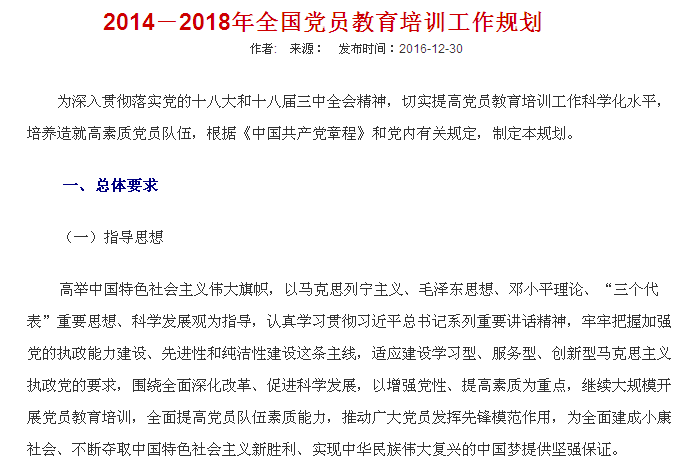 2014－2018年全国党员教育培训工作规划
作者:　来源：　发布时间：2016-12-30
为深入贯彻落实党的十八大和十八届三中全会精神，切实提高党员教育培训工作科学化水平，
培养造就高素质党员队伍，根据《中国共产党章程》和党内有关规定，制定本规划。
一、总体要求
（一）指导思想
高举中国特色社会主义伟大旗帜，以马克思列宁主义、毛泽东思想、邓小平理论、“三个代
表”重要思想、科学发展观为指导，认真学习贯彻习近平总书记系列重要讲话精神，牢牢把握加强
党的执政能力建设、先进性和纯洁性建设这条主线，适应建设学习型、服务型、创新型马克思主义
执政党的要求，围绕全面深化改革、促进科学发展，以增强党性、提高素质为重点，继续大规模开
展党员教育培训，全面提高党员队伍素质能力，推动广大党员发挥先锋模范作用，为全面建成小康
社会、不断夺取中国特色社会主义新胜利、实现中华民族伟大复兴的中国梦提供坚强保证。